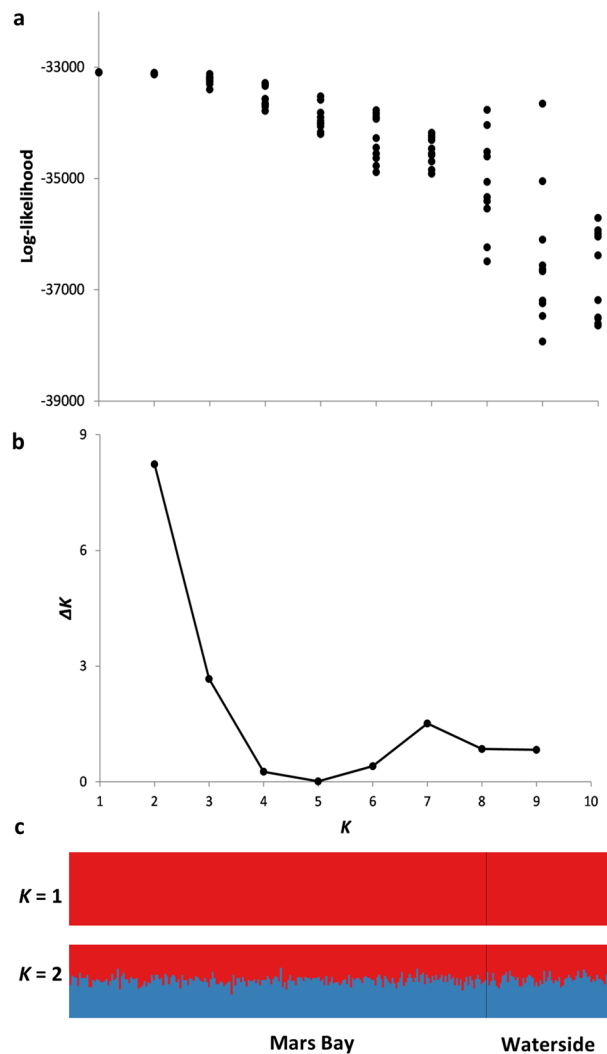 a
-33000
-35000
-37000
-39000
Log-likelihood
b
9
6
3
0
ΔK
1 2 3 4 5 6 7 8 9 10
K
c
K = 1
K = 2
Mars Bay Waterside